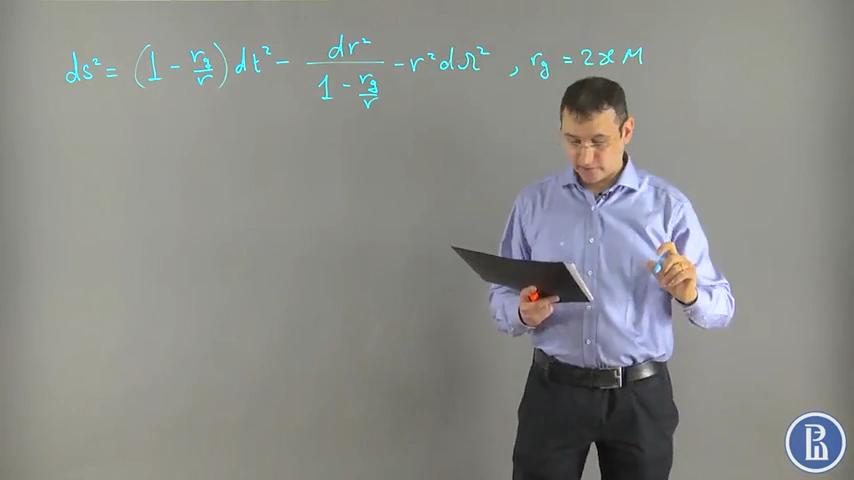 ds² = (1 - r_g/r) dt² - dr²/(1 - r_g/r) - r² dΩ² , r_g = 2ϰM